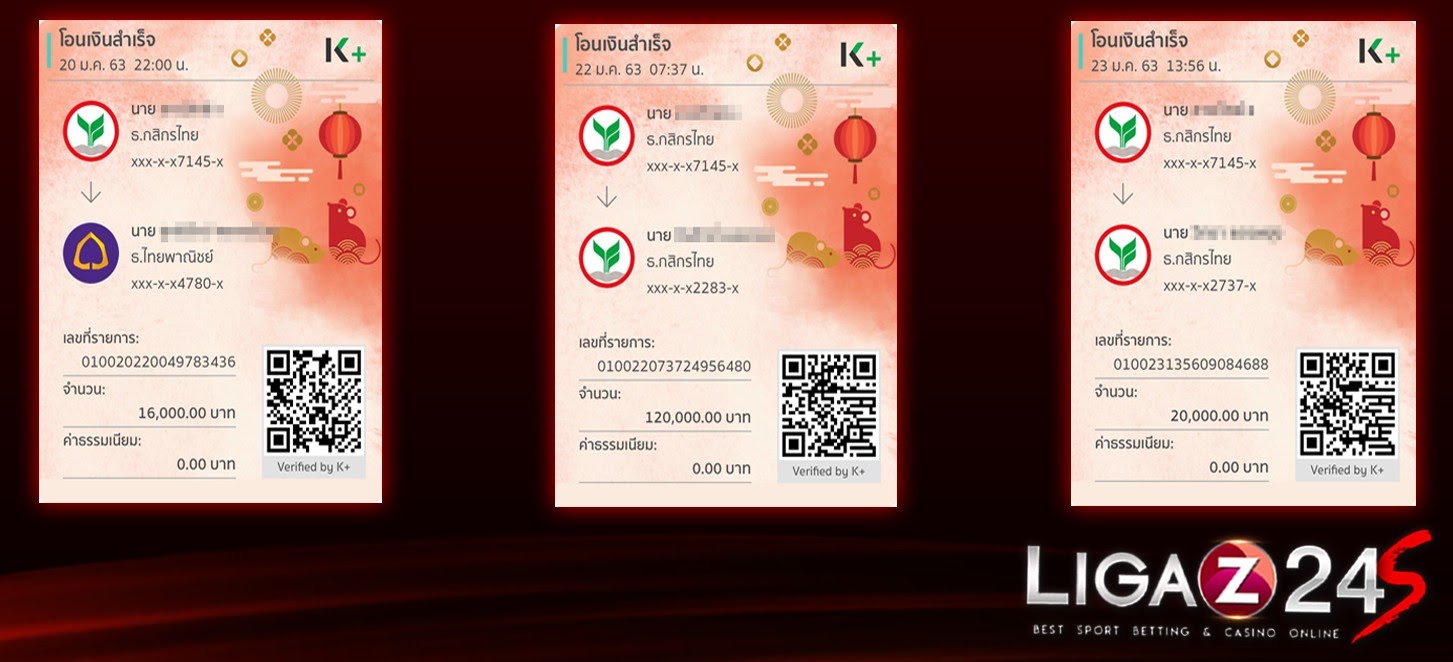 โอนเงินสำเร็จ
20 ม.ค. 63 22:00 น.
K+
นาย
ธ.กสิกรไทย
xxx-x-x7145-x
นาย
ธ.ไทยพาณิชย์
xxx-x-x4780-x
เลขที่รายการ:
010020220049783436
จำนวน:
16,000.00 บาท
ค่าธรรมเนียม:
0.00 บาท
Verified by K+
โอนเงินสำเร็จ
22 ม.ค. 63 07:37 น.
K+
นาย
ธ.กสิกรไทย
xxx-x-x7145-x
นาย
ธ.กสิกรไทย
xxx-x-x2283-x
เลขที่รายการ:
010022073724956480
จำนวน:
120,000.00 บาท
ค่าธรรมเนียม:
0.00 บาท
Verified by K+
โอนเงินสำเร็จ
23 ม.ค. 63 13:56 น.
K+
นาย
ธ.กสิกรไทย
xxx-x-x7145-x
นาย
ธ.กสิกรไทย
xxx-x-x2737-x
เลขที่รายการ:
010023135609084688
จำนวน:
20,000.00 บาท
ค่าธรรมเนียม:
0.00 บาท
Verified by K+
LIGAZ24S
BEST SPORT BETTING & CASINO ONLINE